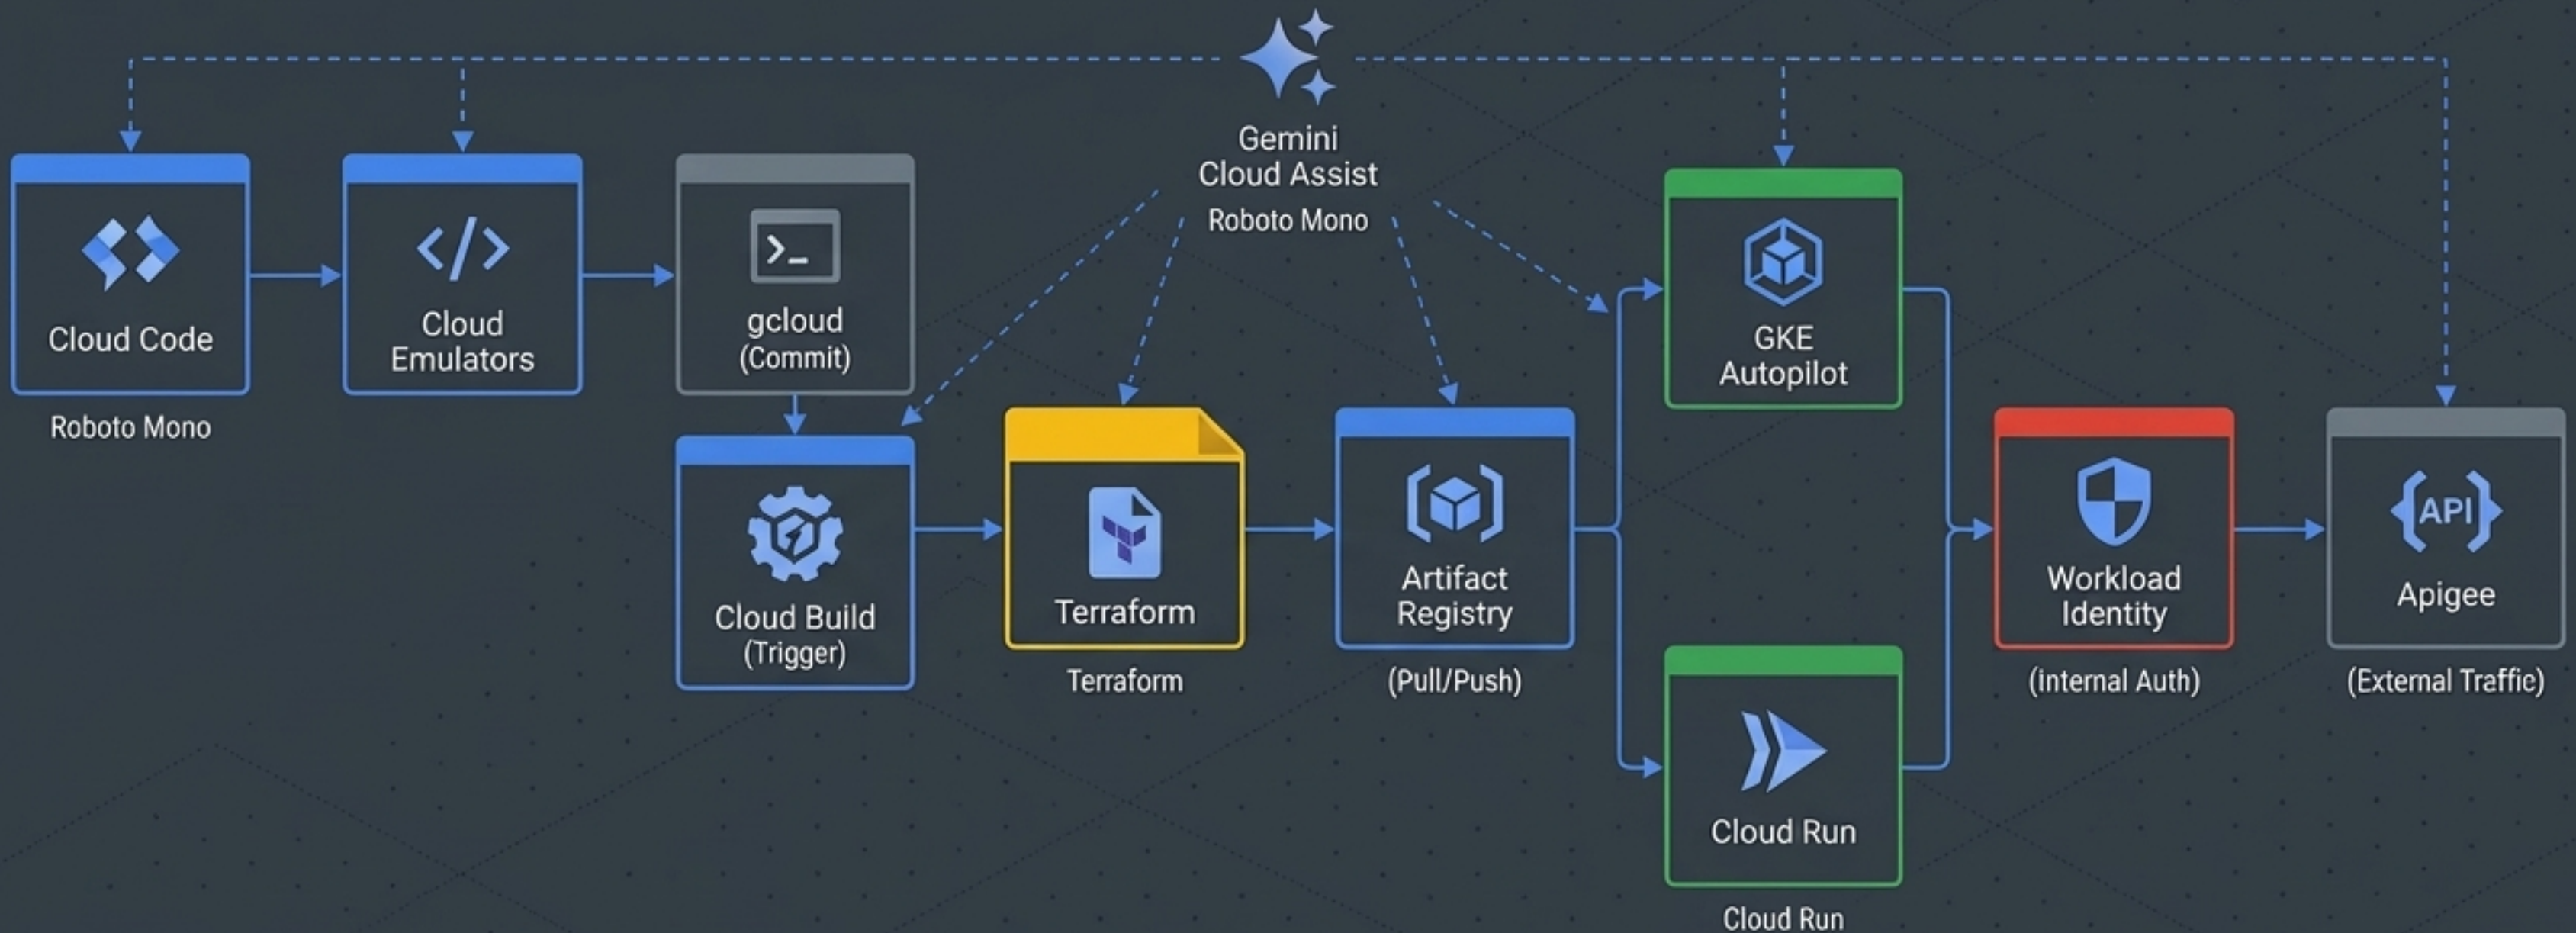 Gemini
Cloud Assist
Roboto Mono
Cloud Code
Roboto Mono
Cloud
Emulators
gcloud
(Commit)
Cloud Build
(Trigger)
Terraform
Terraform
Artifact
Registry
(Pull/Push)
GKE
Autopilot
Cloud Run
Cloud Run
Workload
Identity
(Internal Auth)
API
Apigee
(External Traffic)